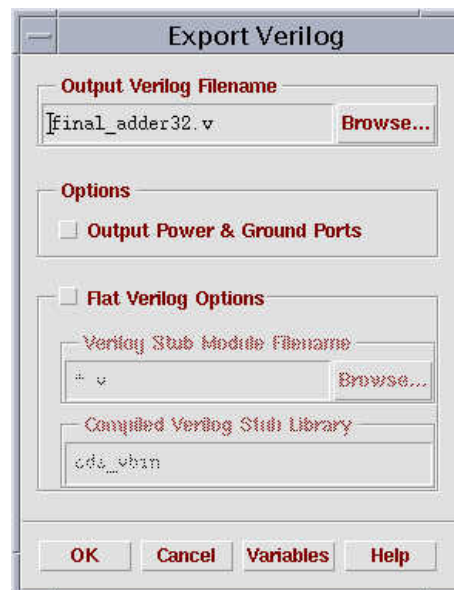 Export Verilog
Output Verilog Filename
final_adder32.v
Browse...
Options
Output Power & Ground Ports
Flat Verilog Options
Verilog Stub Module Filename
*.v
Browse...
Compiled Verilog Stub Library
cds_vbin
OK Cancel Variables Help